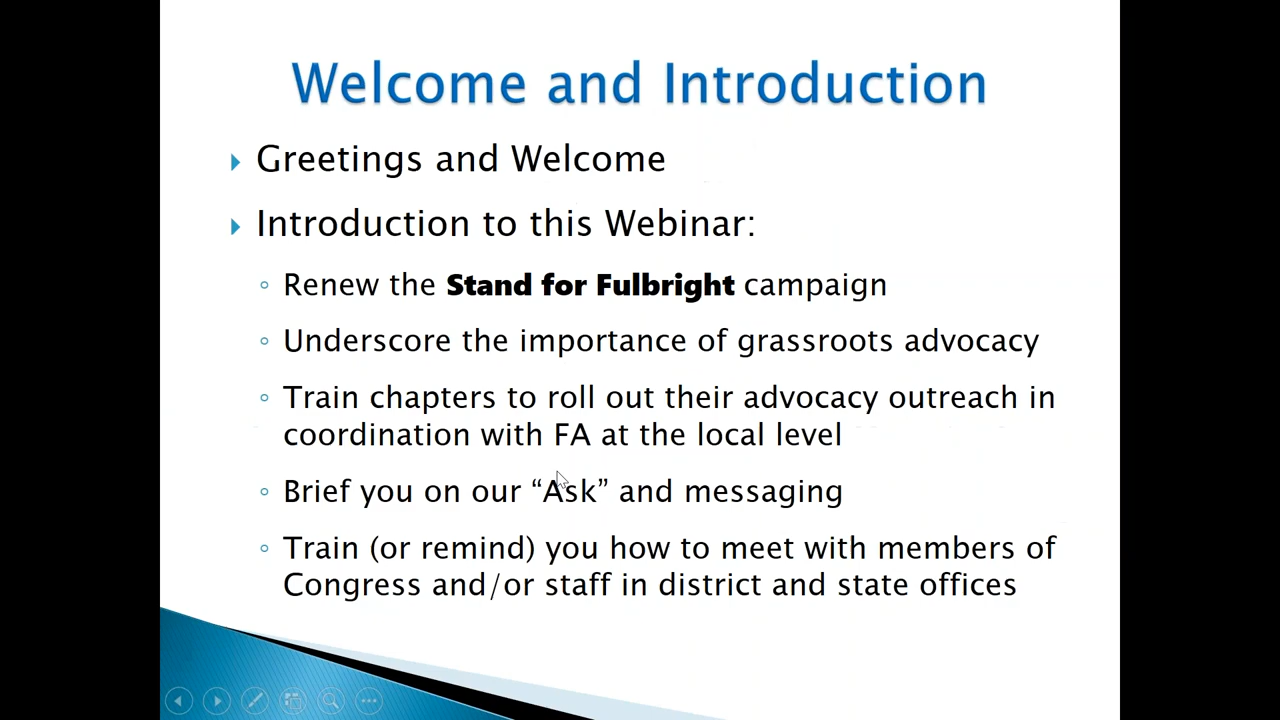 Welcome and Introduction
Greetings and Welcome
Introduction to this Webinar:
Renew the Stand for Fulbright campaign
Underscore the importance of grassroots advocacy
Train chapters to roll out their advocacy outreach in
coordination with FA at the local level
Brief you on our “Ask” and messaging
Train (or remind) you how to meet with members of
Congress and/or staff in district and state offices